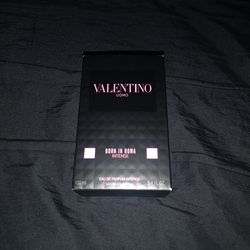 VALENTINO
UOMO
BORN IN ROMA
INTENSE
EAU DE PARFUM INTENSE